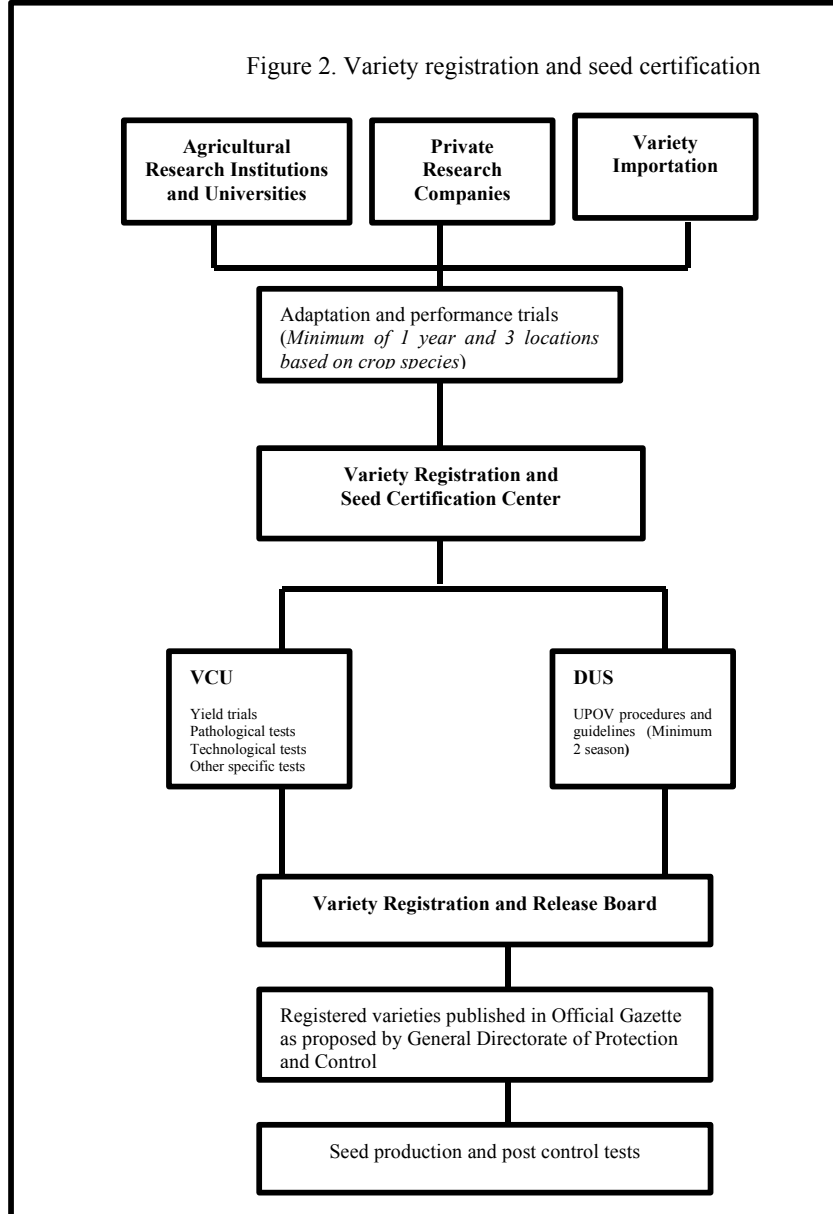 Figure 2. Variety registration and seed certification
Agricultural
Research Institutions
and Universities
Private
Research
Companies
Variety
Importation
Adaptation and performance trials
(Minimum of 1 year and 3 locations
based on crop species)
Variety Registration and
Seed Certification Center
VCU
Yield trials
Pathological tests
Technological tests
Other specific tests
DUS
UPOV procedures and
guidelines (Minimum
2 season)
Variety Registration and Release Board
Registered varieties published in Official Gazette
as proposed by General Directorate of Protection
and Control
Seed production and post control tests